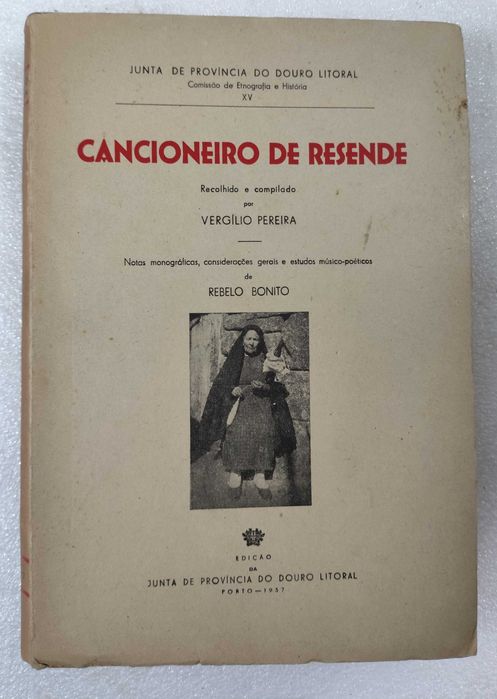 JUNTA DE PROVÍNCIA DO DOURO LITORAL
Comissão de Etnografia e História
XV
CANCIONEIRO DE RESENDE
Recolhido e compilado
por
VERGÍLIO PEREIRA
Notas monográficas, considerações gerais e estudos músico-poéticos
de
REBELO BONITO
EDIÇÃO
DA
JUNTA DE PROVÍNCIA DO DOURO LITORAL
PORTO—1957